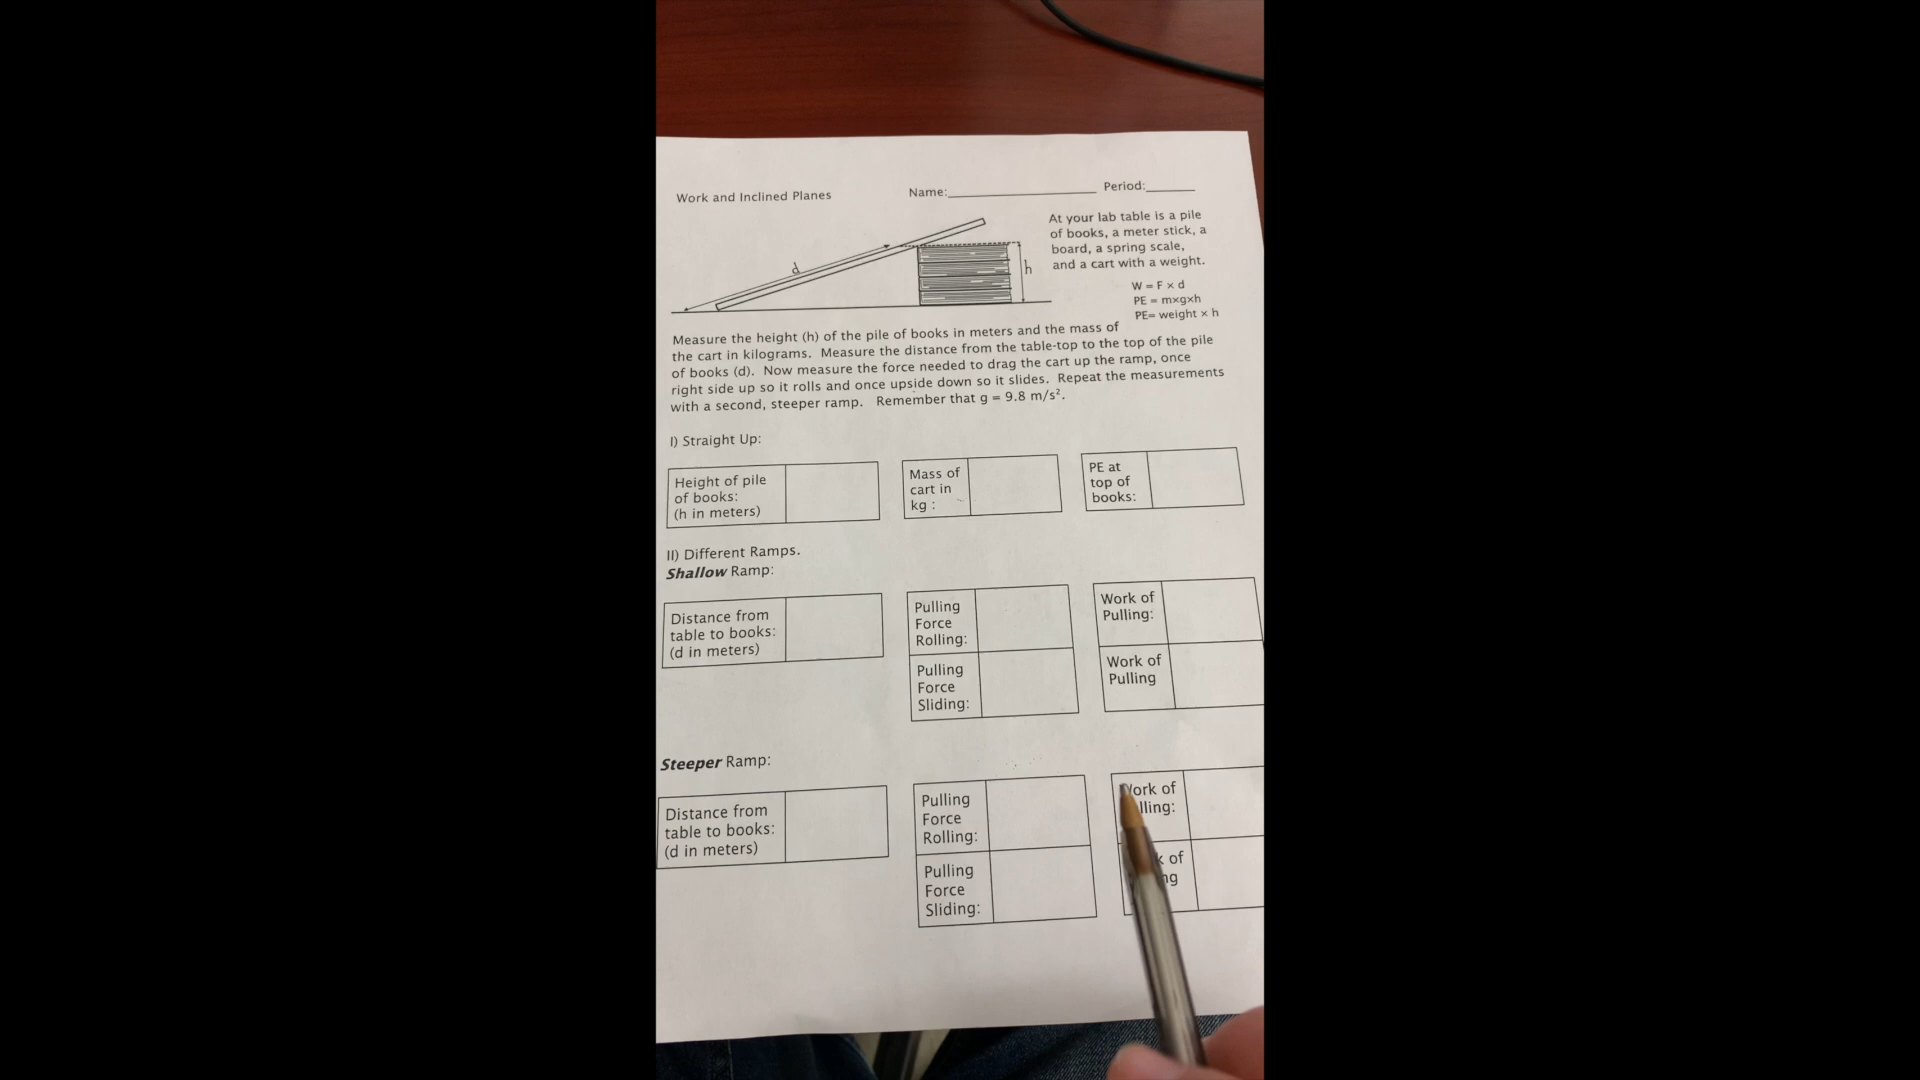 Work and Inclined Planes
Name:
Period:
At your lab table is a pile
of books, a meter stick, a
board, a spring scale,
and a cart with a weight.
d
h
W = F x d
PE = mxgxh
PE= weight x h
Measure the height (h) of the pile of books in meters and the mass of
the cart in kilograms. Measure the distance from the table-top to the top of the pile
of books (d). Now measure the force needed to drag the cart up the ramp, once
right side up so it rolls and once upside down so it slides. Repeat the measurements
with a second, steeper ramp. Remember that g = 9.8 m/s².
I) Straight Up:
Height of pile
of books:
(h in meters)
Mass of
cart in
kg :
PE at
top of
books:
II) Different Ramps.
Shallow Ramp:
Distance from
table to books:
(d in meters)
Pulling
Force
Rolling:
Work of
Pulling:
Pulling
Force
Sliding:
Work of
Pulling
Steeper Ramp:
Distance from
table to books:
(d in meters)
Pulling
Force
Rolling:
Work of
Pulling
Force
Sliding:
of